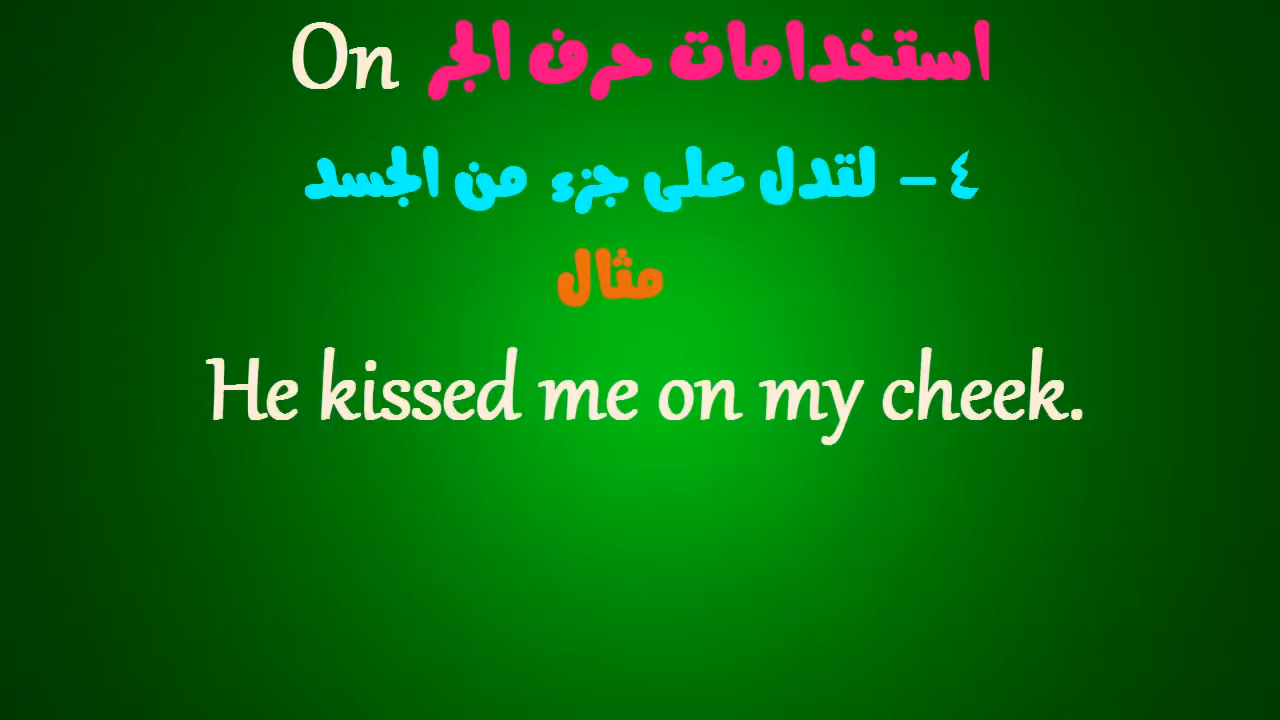 استخدامات حرف الجر On
٤ - لتدل على جزء من الجسد
مثال
He kissed me on my cheek.